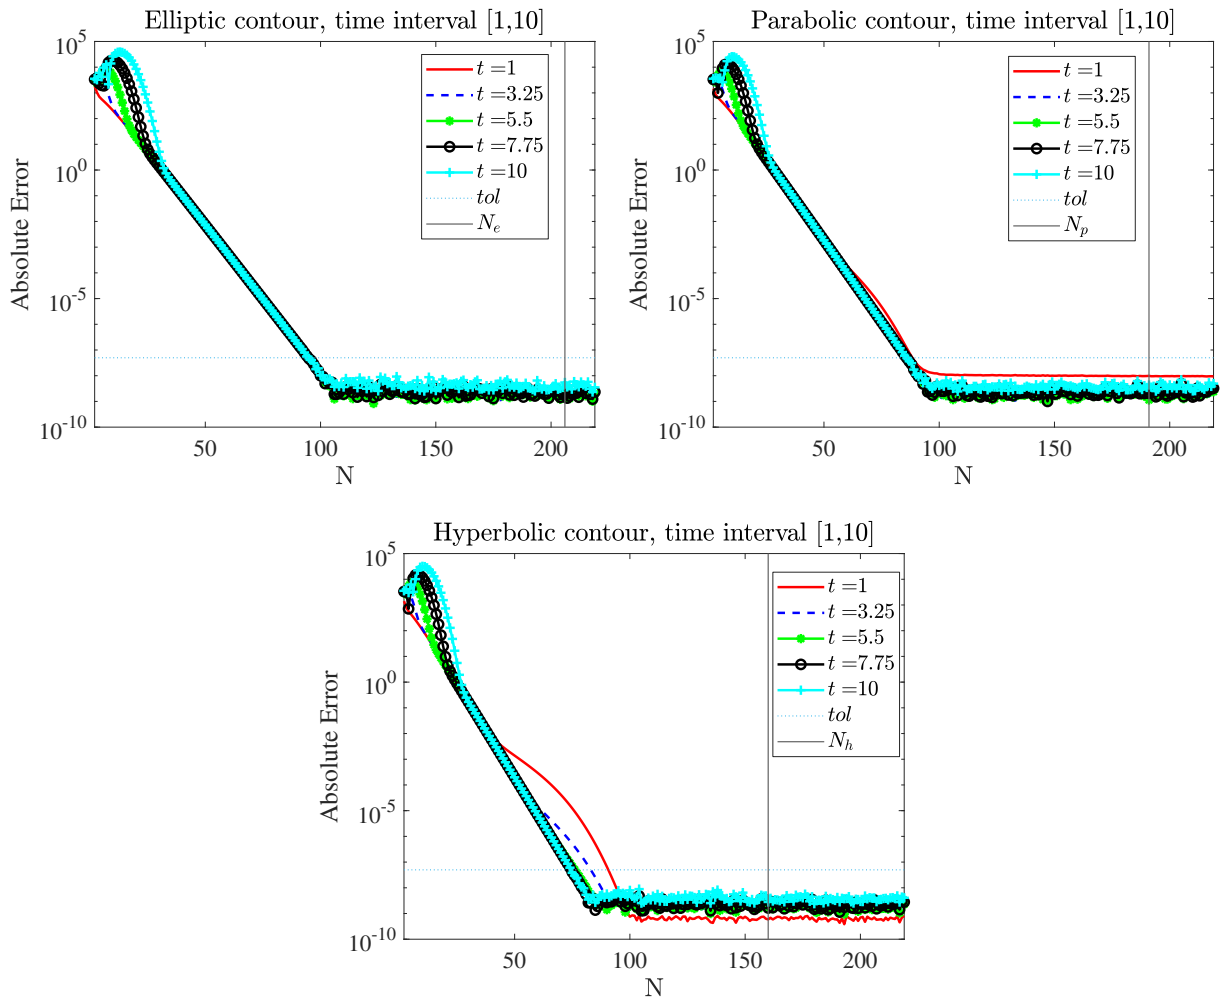 Elliptic contour, time interval [1,10]
Absolute Error
10^5
10^0
10^-5
10^-10
50
100
150
200
N
t =1
t =3.25
t =5.5
t =7.75
t =10
tol
N_e
Parabolic contour, time interval [1,10]
Absolute Error
10^5
10^0
10^-5
10^-10
50
100
150
200
N
t =1
t =3.25
t =5.5
t =7.75
t =10
tol
N_p
Hyperbolic contour, time interval [1,10]
Absolute Error
10^5
10^0
10^-5
10^-10
50
100
150
200
N
t =1
t =3.25
t =5.5
t =7.75
t =10
tol
N_h